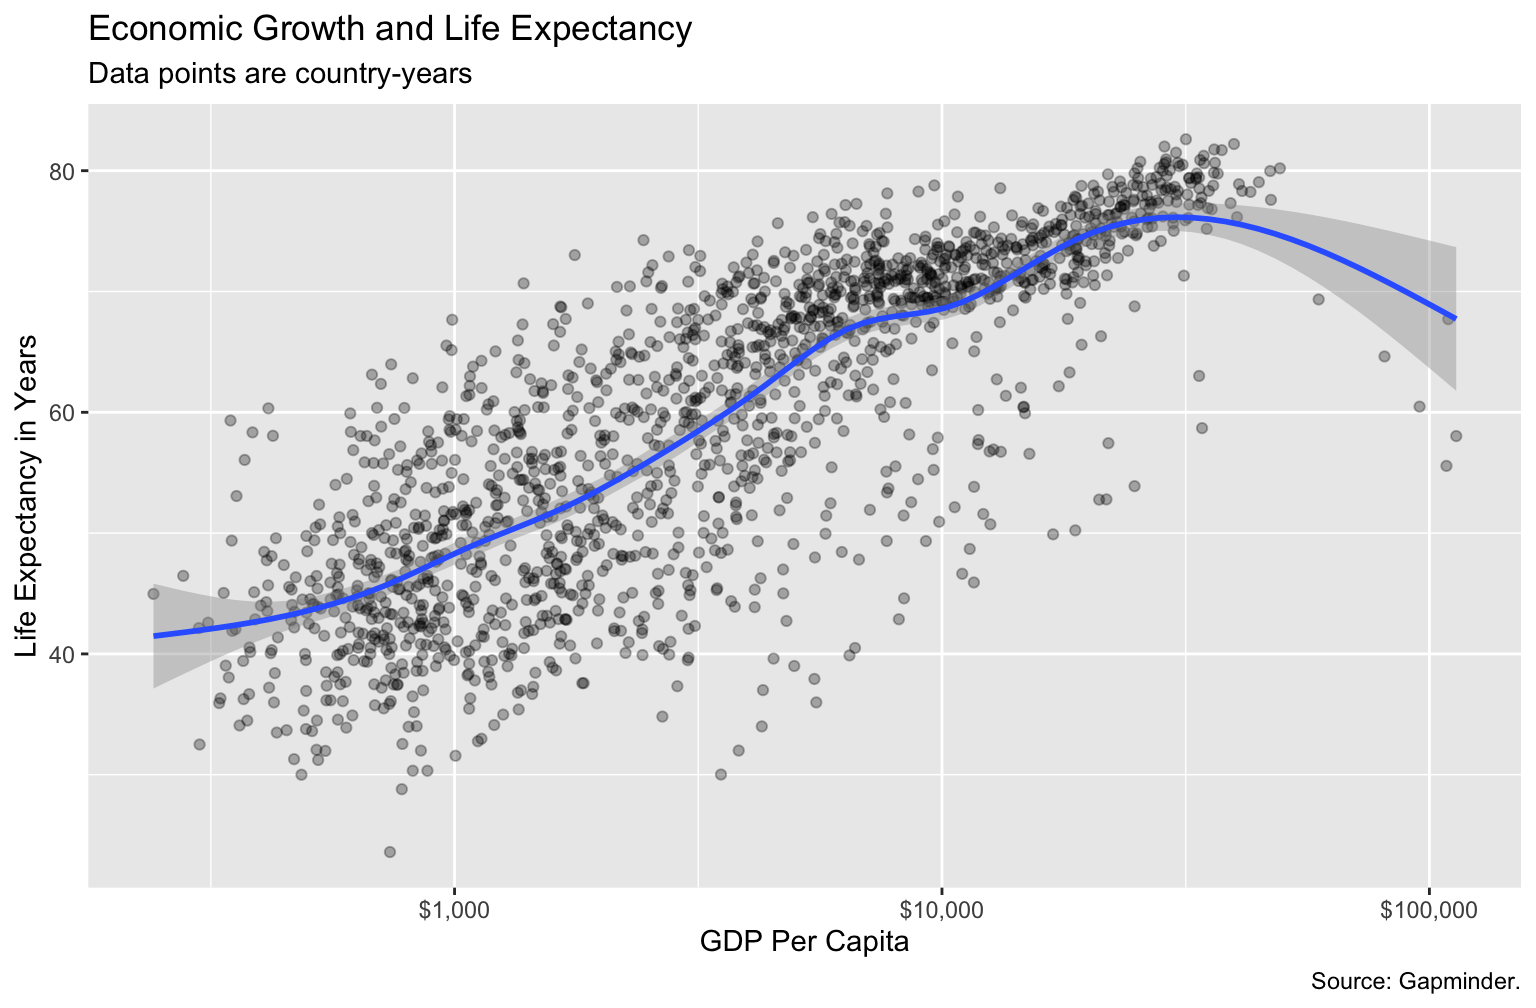 Economic Growth and Life Expectancy
Data points are country-years
Life Expectancy in Years
80
60
40
$1,000
$10,000
$100,000
GDP Per Capita
Source: Gapminder.